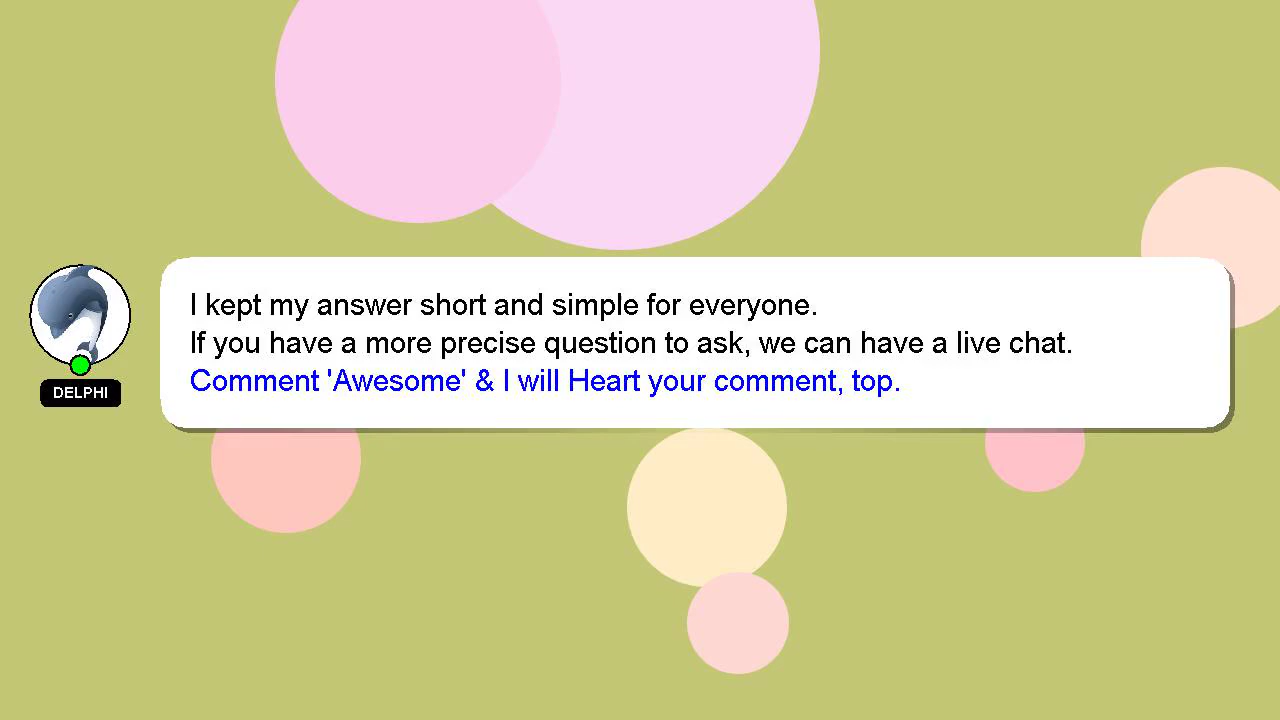 I kept my answer short and simple for everyone.
If you have a more precise question to ask, we can have a live chat.
Comment 'Awesome' & I will Heart your comment, top.
DELPHI